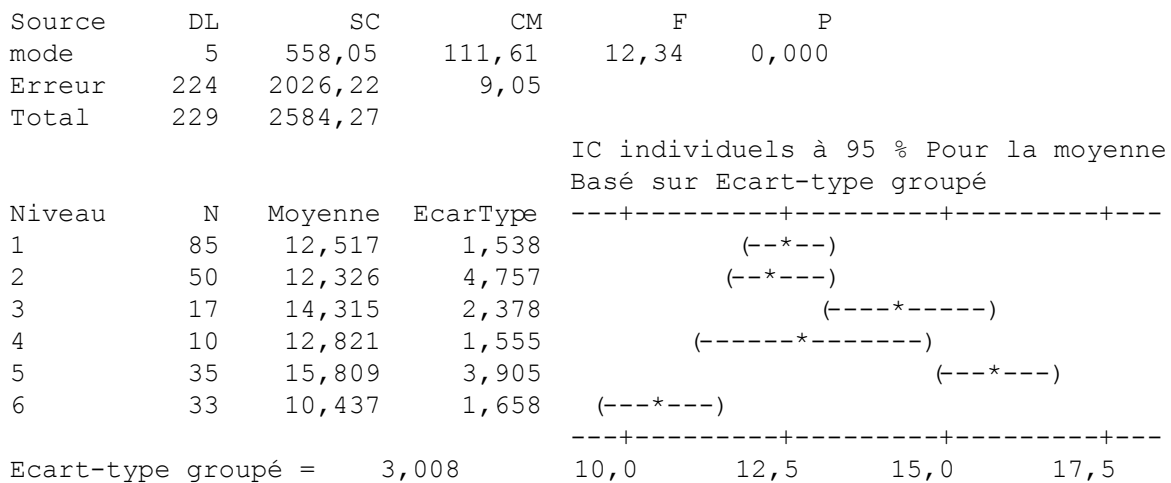 Source DL SC CM F P
mode 5 558,05 111,61 12,34 0,000
Erreur 224 2026,22 9,05
Total 229 2584,27
IC individuels à 95 % Pour la moyenne
Basé sur Ecart-type groupé
Niveau N Moyenne EcarType ---+---------+---------+---------+---
1 85 12,517 1,538 (--*--)
2 50 12,326 4,757 (--*---)
3 17 14,315 2,378 (----*-----)
4 10 12,821 1,555 (------*-------)
5 35 15,809 3,905 (---*---)
6 33 10,437 1,658 (---*---)
---+---------+---------+---------+---
Ecart-type groupé = 3,008 10,0 12,5 15,0 17,5